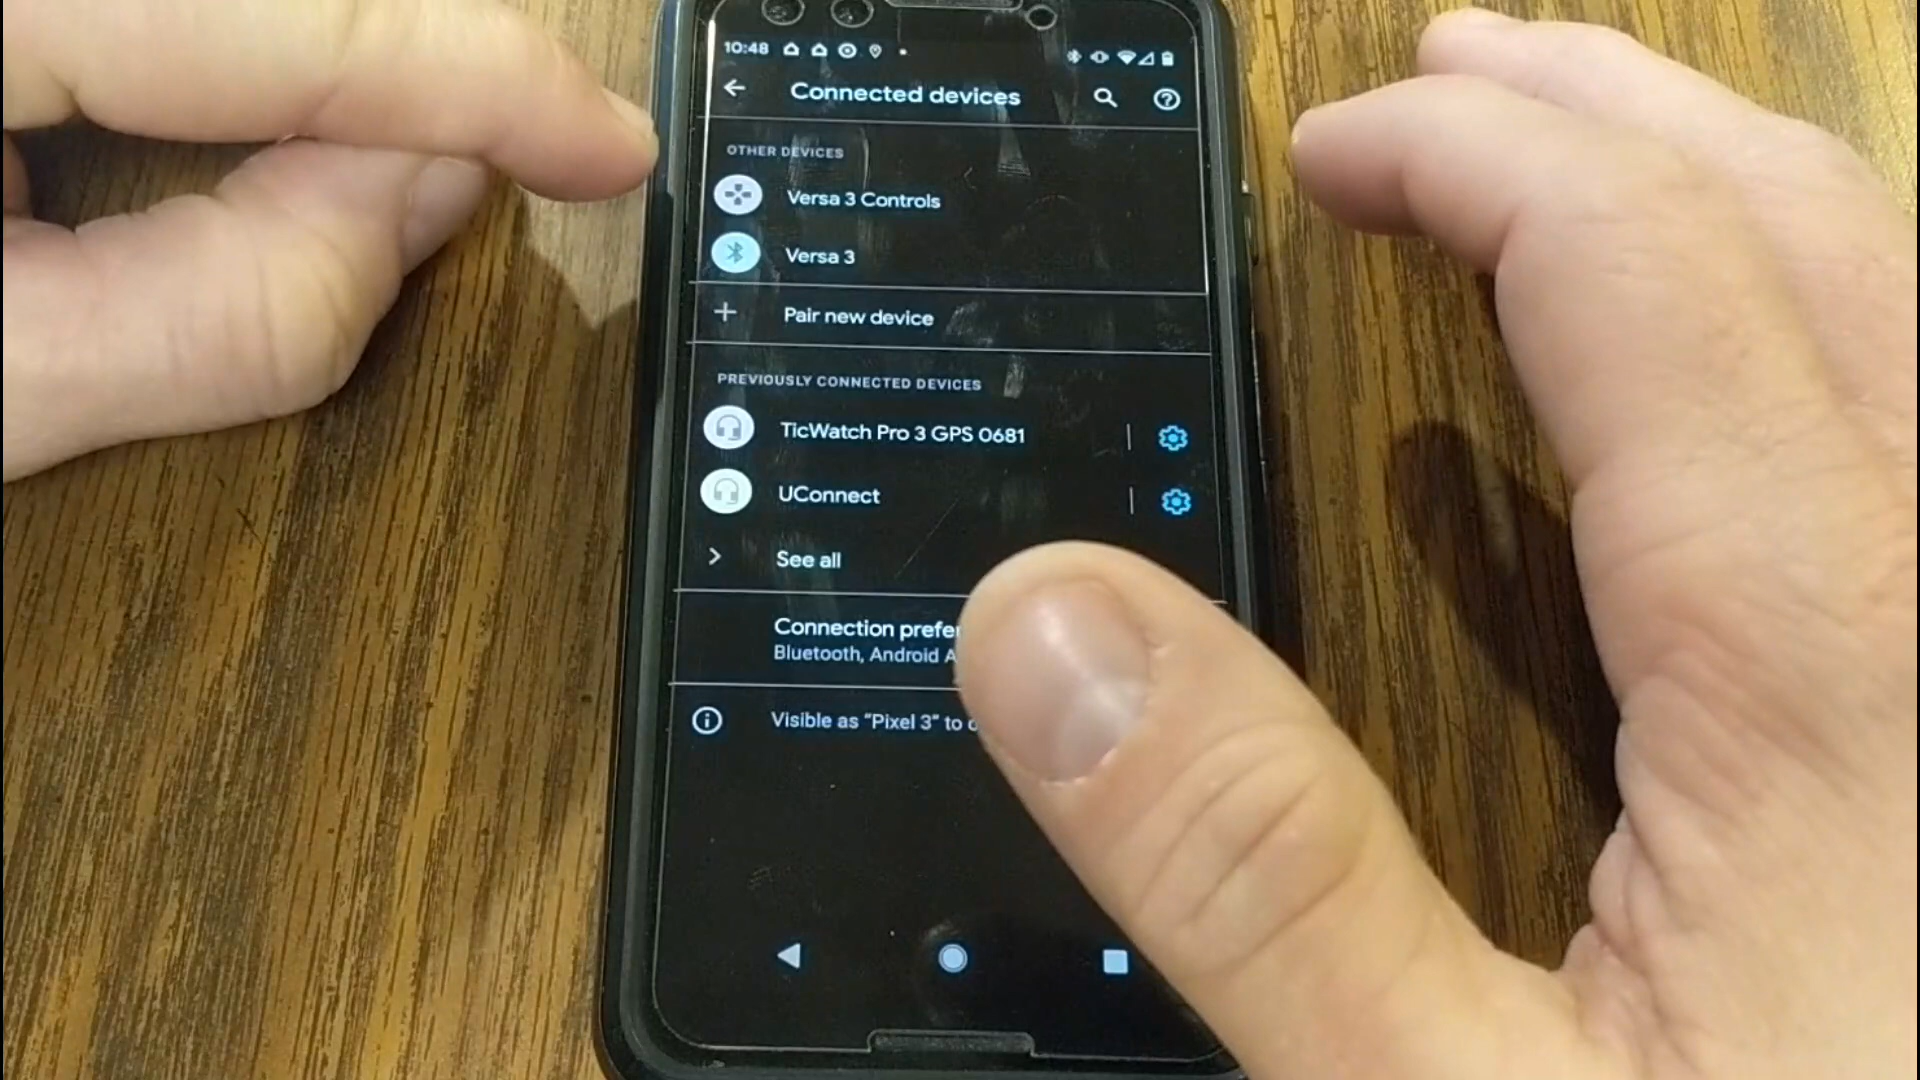 10:48
Connected devices
OTHER DEVICES
Versa 3 Controls
Versa 3
Pair new device
PREVIOUSLY CONNECTED DEVICES
TicWatch Pro 3 GPS 0681
UConnect
See all
Connection prefer
Bluetooth, Android A
Visible as "Pixel 3" to